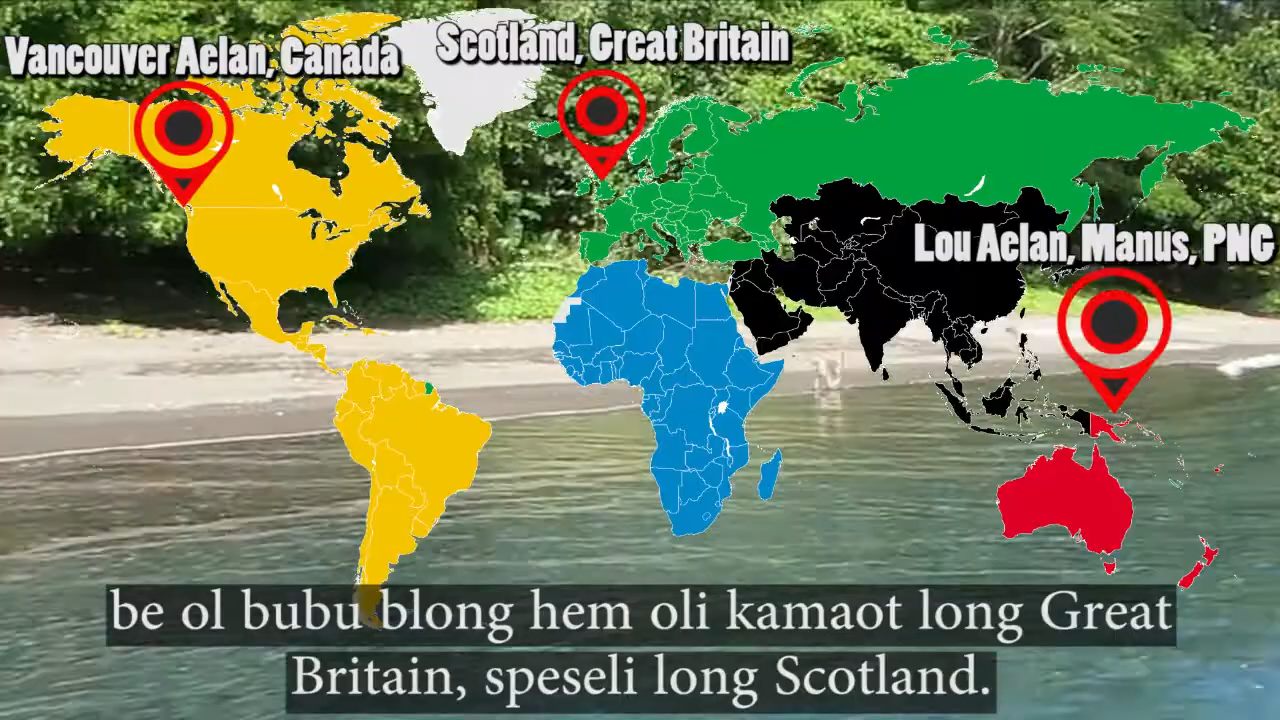 Vancouver Aelan, Canada
Scotland, Great Britain
Lou Aelan, Manus, PNG
be ol bubu blong hem oli kamaot long Great
Britain, speseli long Scotland.